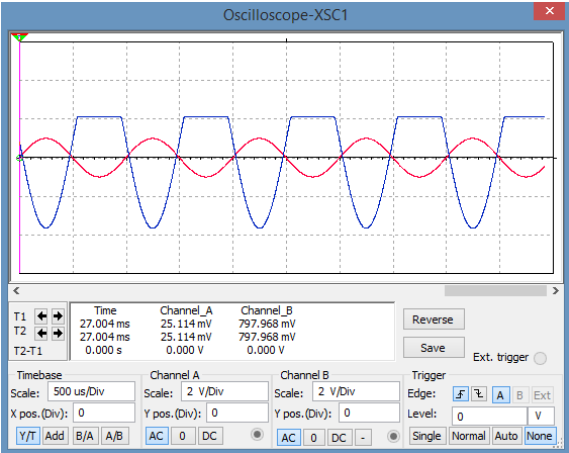 Oscilloscope-XSC1
Time Channel_A Channel_B
T1 27.004 ms 25.114 mV 797.968 mV
T2 27.004 ms 25.114 mV 797.968 mV
T2-T1 0.000 s 0.000 V 0.000 V
Reverse
Save
Ext. trigger
Timebase
Scale: 500 us/Div
X pos.(Div): 0
Y/T Add B/A A/B
Channel A
Scale: 2 V/Div
Y pos.(Div): 0
AC 0 DC
Channel B
Scale: 2 V/Div
Y pos.(Div): 0
AC 0 DC -
Trigger
Edge: A B Ext
Level: 0 V
Single Normal Auto None